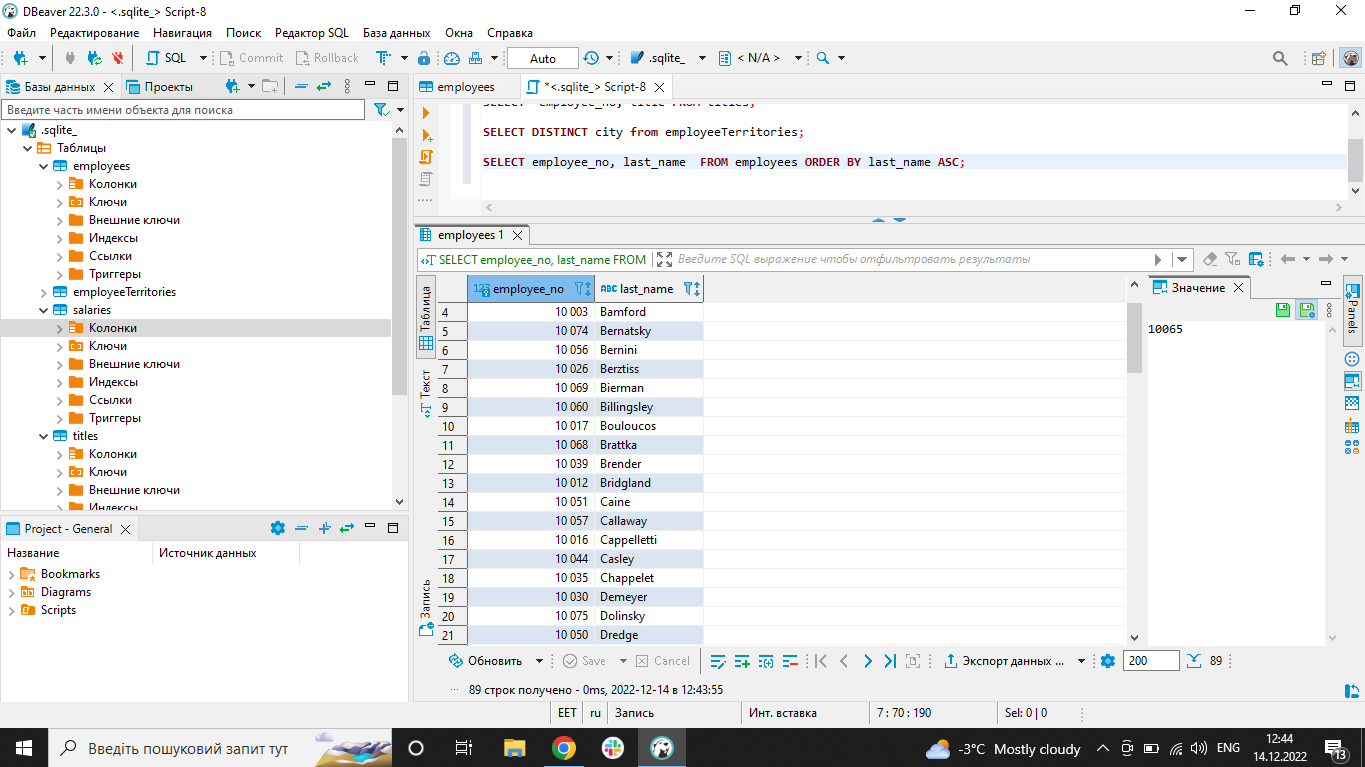 DBeaver 22.3.0 - <.sqlite_> Script-8
Файл Редактирование Навигация Поиск Редактор SQL База данных Окна Справка
SQL Commit Rollback Auto .sqlite_ < N/A >
Базы данных Проекты
Введите часть имени объекта для поиска
.sqlite_
Таблицы
employees
Колонки
Ключи
Внешние ключи
Индексы
Ссылки
Триггеры
employeeTerritories
salaries
Колонки
Ключи
Внешние ключи
Индексы
Ссылки
Триггеры
titles
Колонки
Ключи
Внешние ключи
Индексы
Project - General
Название Источник данных
Bookmarks
Diagrams
Scripts
employees *<.sqlite_> Script-8
SELECT employee_no, title FROM titles;
SELECT DISTINCT city from employeeTerritories;
SELECT employee_no, last_name FROM employees ORDER BY last_name ASC;
employees 1
SELECT employee_no, last_name FROM Введите SQL выражение чтобы отфильтровать результаты
Таблица
Текст
Запись
123 employee_no ABC last_name
4 10 003 Bamford
5 10 074 Bernatsky
6 10 056 Bernini
7 10 026 Berztiss
8 10 069 Bierman
9 10 060 Billingsley
10 10 017 Bouloucos
11 10 068 Brattka
12 10 039 Brender
13 10 012 Bridgland
14 10 051 Caine
15 10 057 Callaway
16 10 016 Cappelletti
17 10 044 Casley
18 10 035 Chappelet
19 10 030 Demeyer
20 10 075 Dolinsky
21 10 050 Dredge
Значение
10065
Panels
Обновить Save Cancel Экспорт данных ... 200 89
89 строк получено - 0ms, 2022-12-14 в 12:43:55
EET ru Запись Инт. вставка 7 : 70 : 190 Sel: 0 | 0
Введіть пошуковий запит тут
-3°C Mostly cloudy ENG
12:44
14.12.2022
13